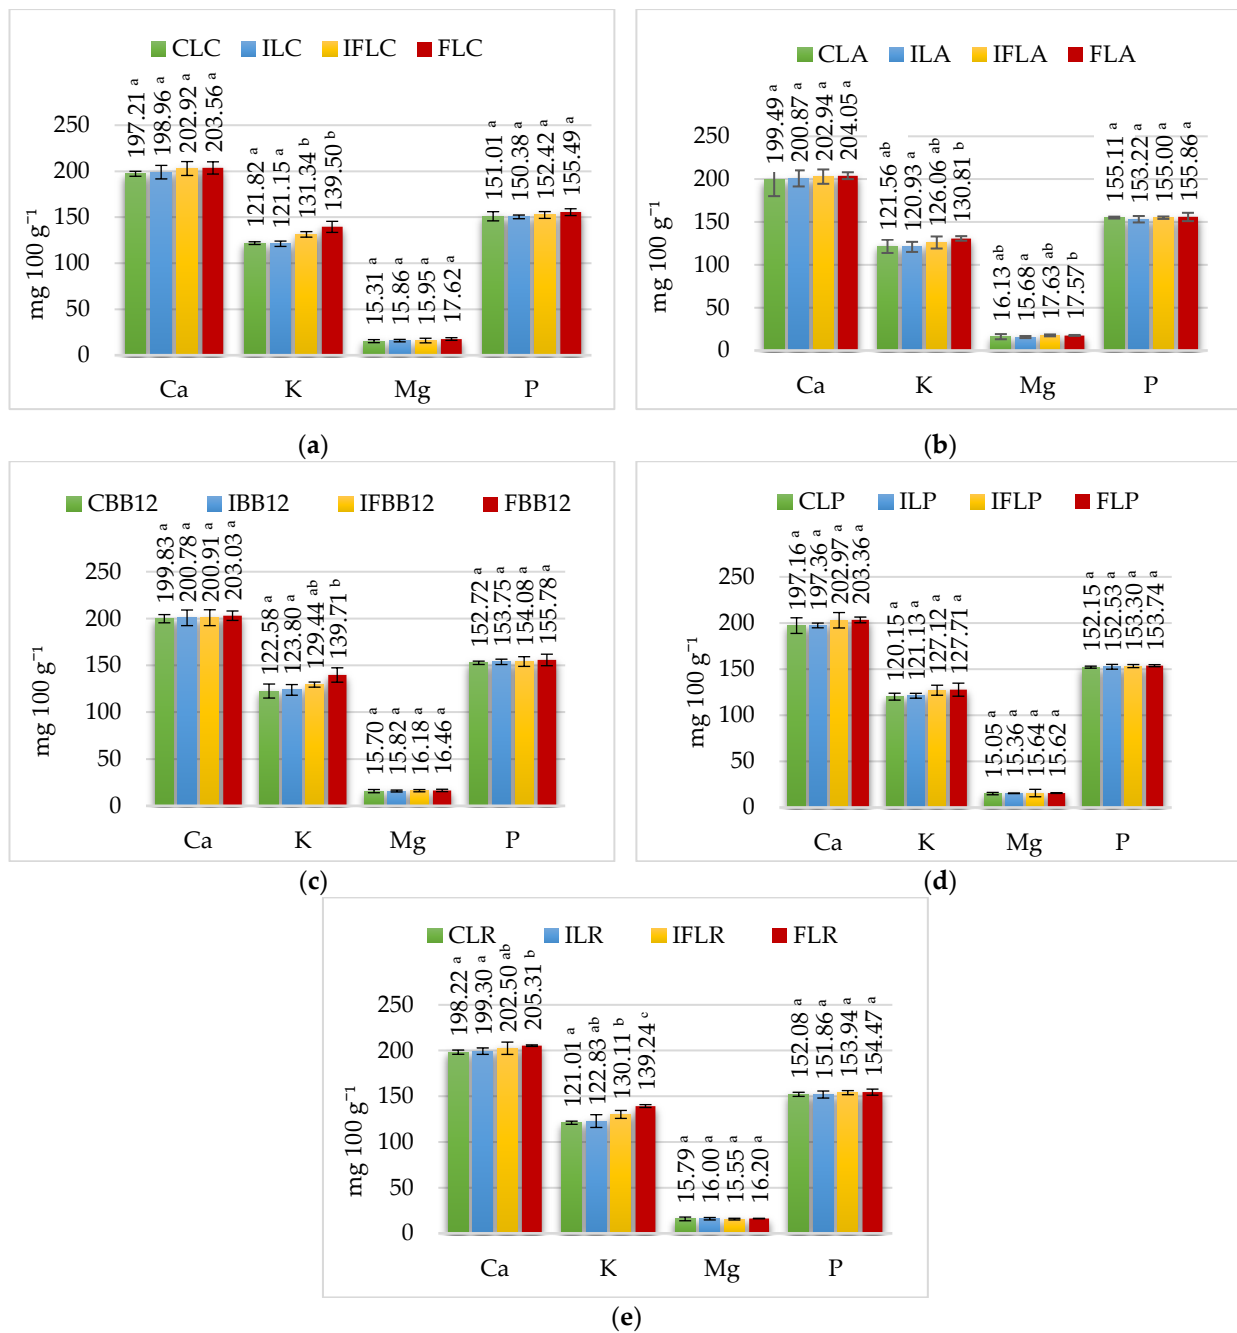 CLC ILC IFLC FLC
197.21 a 198.96 a 202.92 a 203.56 a
121.82 a 121.15 a 131.34 b 139.50 b
15.31 a 15.86 a 15.95 a 17.62 a
151.01 a 150.38 a 152.42 a 155.49 a
mg 100 g⁻¹
250
200
150
100
50
0
Ca K Mg P
(a)
CLA ILA IFLA FLA
199.49 a 200.87 a 202.94 a 204.05 a
121.56 ab 120.93 a 126.06 ab 130.81 b
16.13 ab 15.68 a 17.63 ab 17.57 b
155.11 a 153.22 a 155.00 a 155.86 a
mg 100 g⁻¹
250
200
150
100
50
0
Ca K Mg P
(b)
CBB12 IBB12 IFBB12 FBB12
199.83 a 200.78 a 200.91 a 203.03 a
122.58 a 123.80 a 129.44 ab 139.71 b
15.70 a 15.82 a 16.18 a 16.46 a
152.72 a 153.75 a 154.08 a 155.78 a
mg 100 g⁻¹
250
200
150
100
50
0
Ca K Mg P
(c)
CLP ILP IFLP FLP
197.16 a 197.36 a 202.97 a 203.36 a
120.15 a 121.13 a 127.12 a 127.71 a
15.05 a 15.36 a 15.64 a 15.62 a
152.15 a 152.53 a 153.30 a 153.74 a
mg 100 g⁻¹
250
200
150
100
50
0
Ca K Mg P
(d)
CLR ILR IFLR FLR
198.22 a 199.30 a 202.50 ab 205.31 b
121.01 a 122.83 ab 130.11 b 139.24 c
15.79 a 16.00 a 15.55 a 16.20 a
152.08 a 151.86 a 153.94 a 154.47 a
mg 100 g⁻¹
250
200
150
100
50
0
Ca K Mg P
(e)